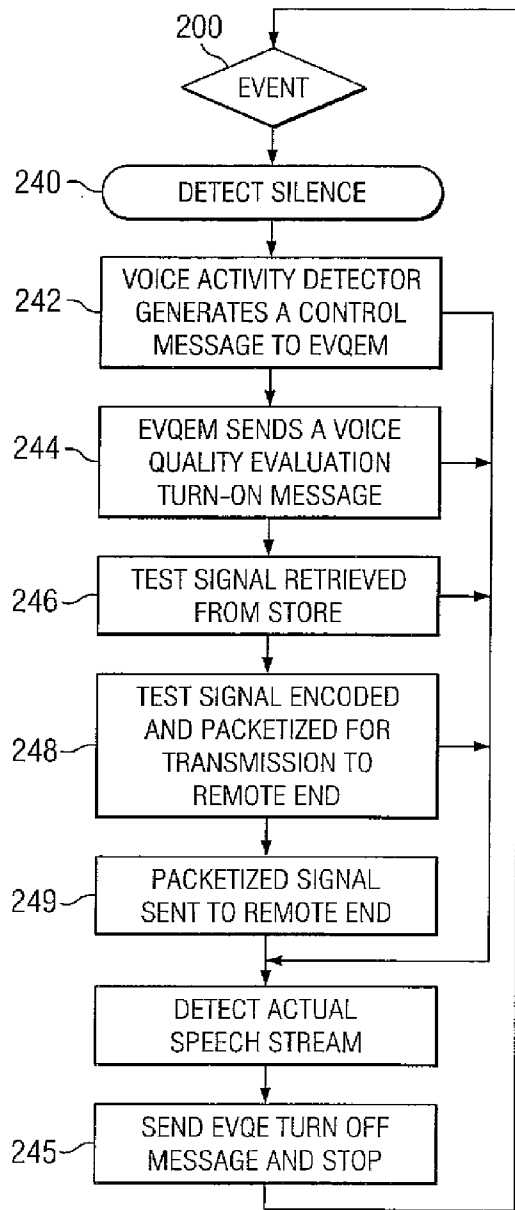 200
EVENT
240
DETECT SILENCE
242
VOICE ACTIVITY DETECTOR
GENERATES A CONTROL
MESSAGE TO EVQEM
244
EVQEM SENDS A VOICE
QUALITY EVALUATION
TURN-ON MESSAGE
246
TEST SIGNAL RETRIEVED
FROM STORE
248
TEST SIGNAL ENCODED
AND PACKETIZED FOR
TRANSMISSION TO
REMOTE END
249
PACKETIZED SIGNAL
SENT TO REMOTE END
DETECT ACTUAL
SPEECH STREAM
245
SEND EVQE TURN OFF
MESSAGE AND STOP